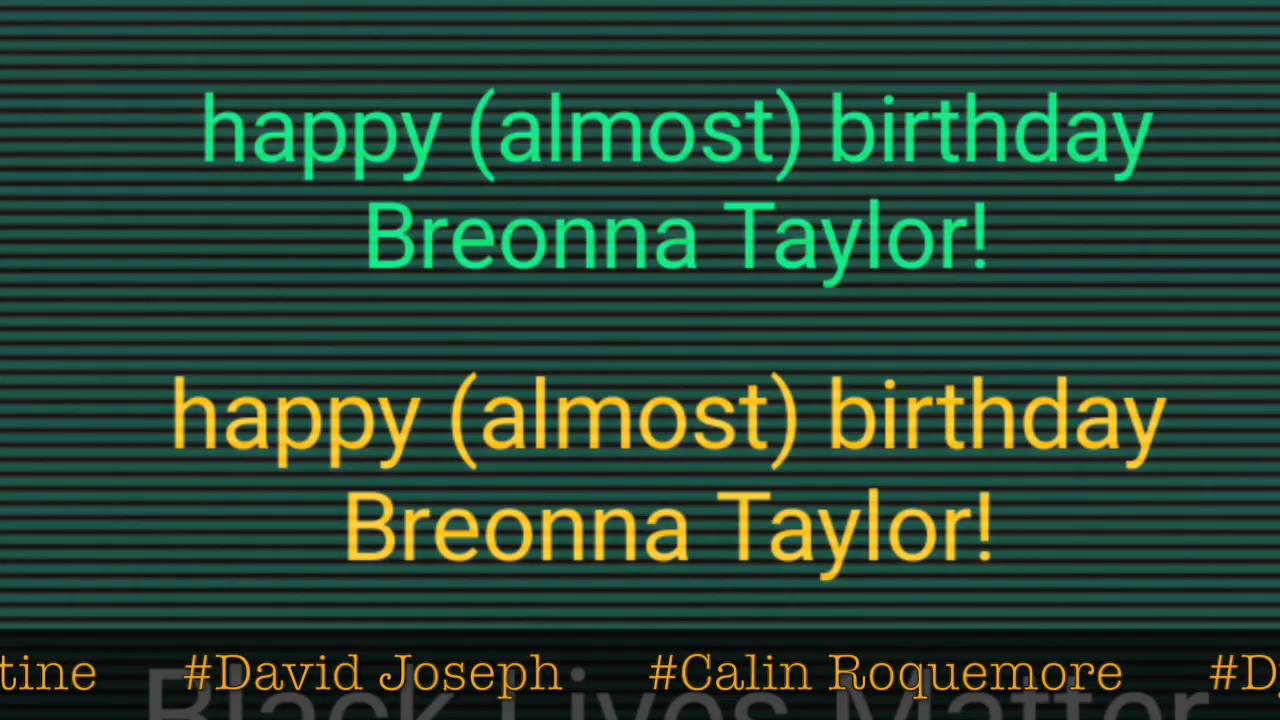 happy (almost) birthday
Breonna Taylor!
happy (almost) birthday
Breonna Taylor!
tine #David Joseph #Calin Roquemore #D
Black Lives Matter